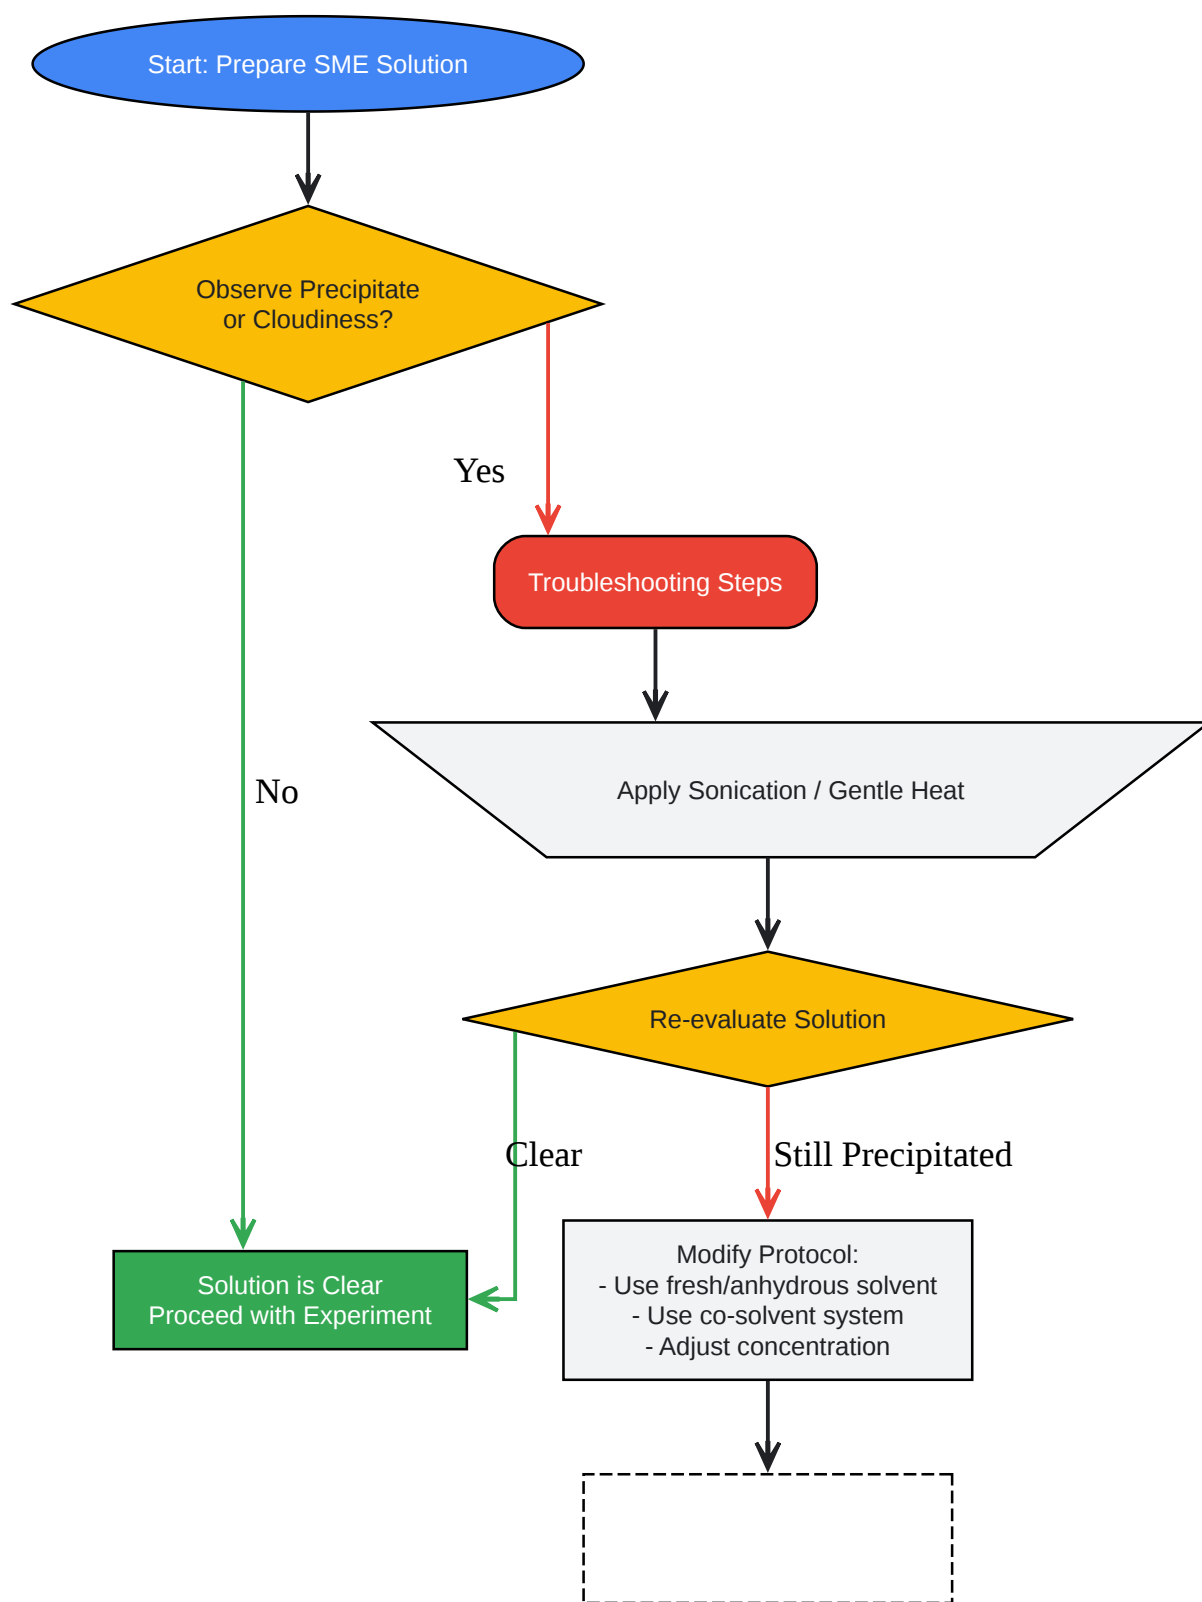 Start: Prepare SME Solution
Observe Precipitate
or Cloudiness?
Yes
Troubleshooting Steps
No
Apply Sonication / Gentle Heat
Re-evaluate Solution
Clear
Still Precipitated
Modify Protocol:
- Use fresh/anhydrous solvent
- Use co-solvent system
- Adjust concentration
Solution is Clear
Proceed with Experiment